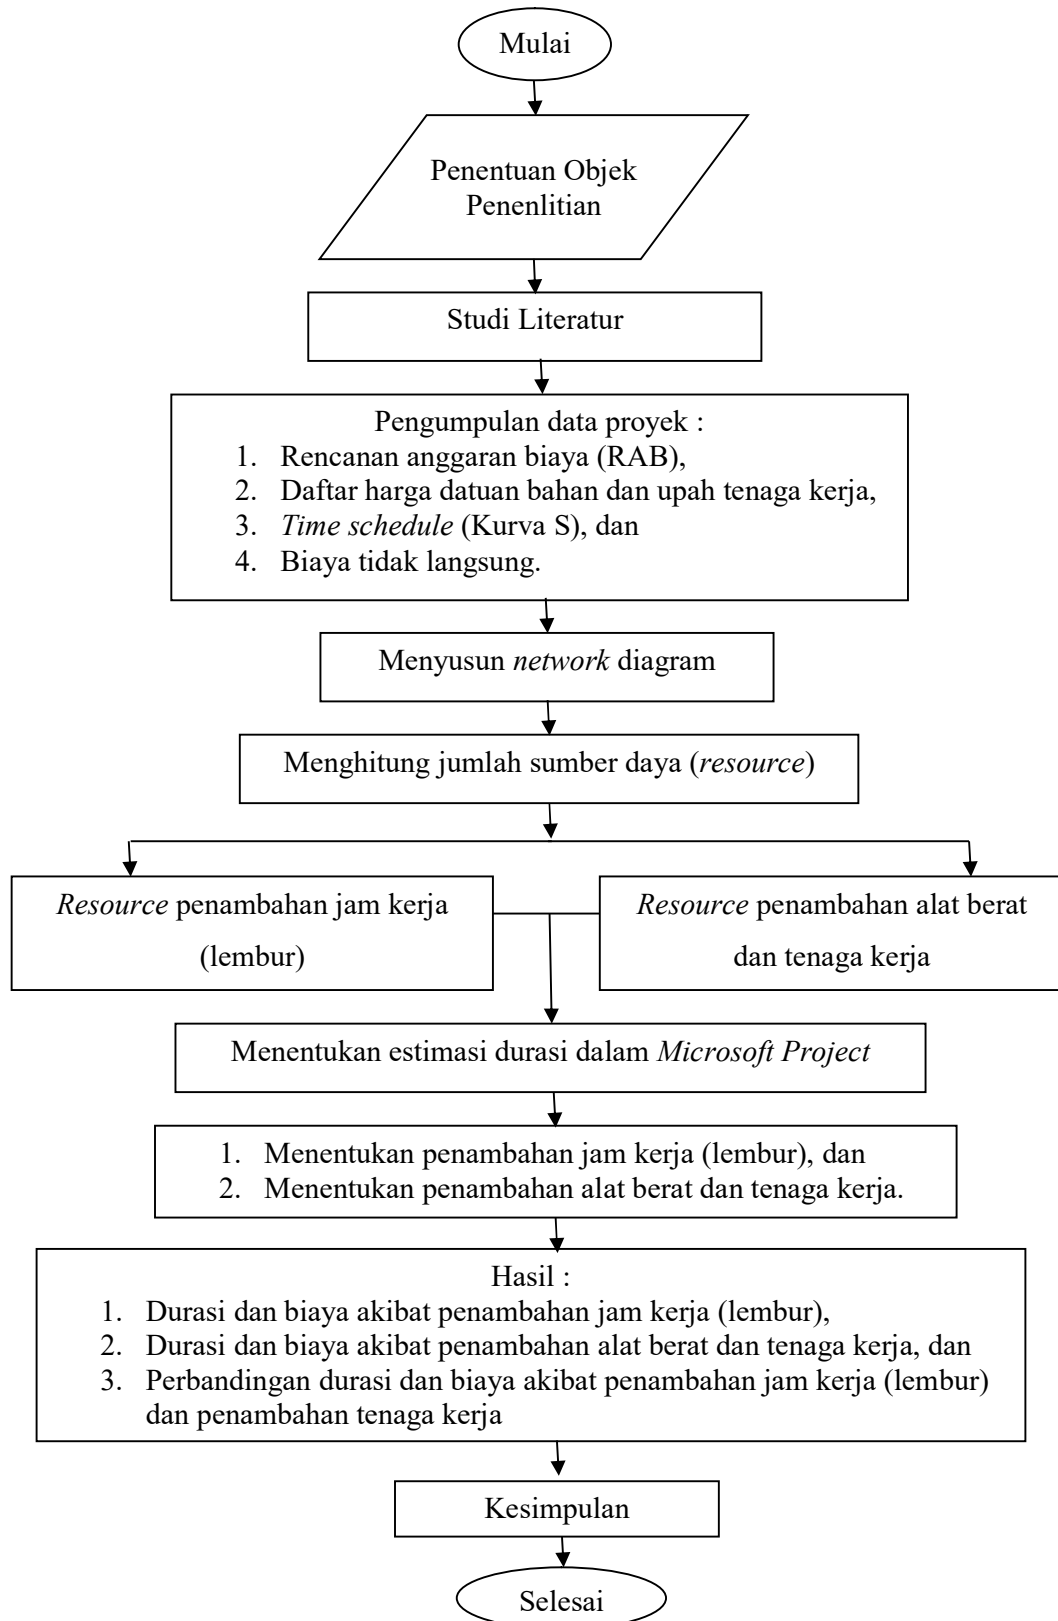 Mulai
Penentuan Objek
Penenlitian
Studi Literatur
Pengumpulan data proyek :
1. Rencanan anggaran biaya (RAB),
2. Daftar harga datuan bahan dan upah tenaga kerja,
3. Time schedule (Kurva S), dan
4. Biaya tidak langsung.
Menyusun network diagram
Menghitung jumlah sumber daya (resource)
Resource penambahan jam kerja
(lembur)
Resource penambahan alat berat
dan tenaga kerja
Menentukan estimasi durasi dalam Microsoft Project
1. Menentukan penambahan jam kerja (lembur), dan
2. Menentukan penambahan alat berat dan tenaga kerja.
Hasil :
1. Durasi dan biaya akibat penambahan jam kerja (lembur),
2. Durasi dan biaya akibat penambahan alat berat dan tenaga kerja, dan
3. Perbandingan durasi dan biaya akibat penambahan jam kerja (lembur)
dan penambahan tenaga kerja
Kesimpulan
Selesai